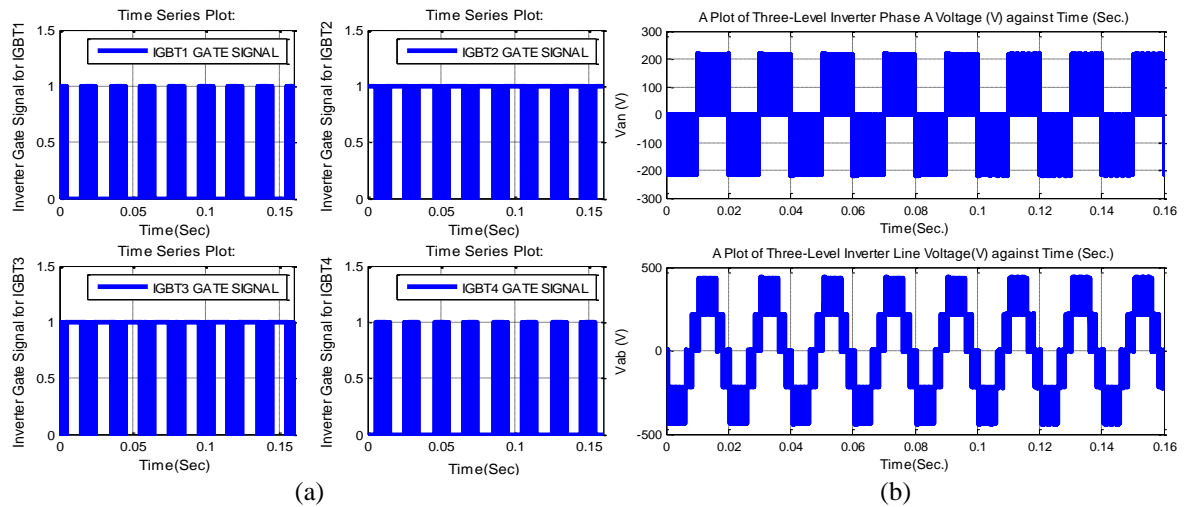 Time Series Plot:
Inverter Gate Signal for IGBT1
1.5
1
0.5
0
IGBT1 GATE SIGNAL
0 0.05 0.1 0.15
Time(Sec)
Time Series Plot:
Inverter Gate Signal for IGBT2
1.5
1
0.5
0
IGBT2 GATE SIGNAL
0 0.05 0.1 0.15
Time(Sec)
Time Series Plot:
Inverter Gate Signal for IGBT3
1.5
1
0.5
0
IGBT3 GATE SIGNAL
0 0.05 0.1 0.15
Time(Sec)
Time Series Plot:
Inverter Gate Signal for IGBT4
1.5
1
0.5
0
IGBT4 GATE SIGNAL
0 0.05 0.1 0.15
Time(Sec)
(a)
A Plot of Three-Level Inverter Phase A Voltage (V) against Time (Sec.)
Van (V)
300
200
100
0
-100
-200
-300
0 0.02 0.04 0.06 0.08 0.1 0.12 0.14 0.16
Time(Sec.)
A Plot of Three-Level Inverter Line Voltage(V) against Time (Sec.)
Vab (V)
500
0
-500
0 0.02 0.04 0.06 0.08 0.1 0.12 0.14 0.16
Time(Sec.)
(b)